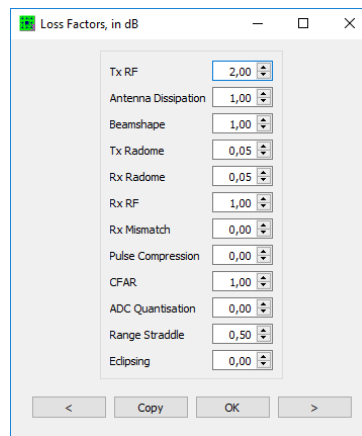 Loss Factors, in dB
Tx RF 2,00
Antenna Dissipation 1,00
Beamshape 1,00
Tx Radome 0,05
Rx Radome 0,05
Rx RF 1,00
Rx Mismatch 0,00
Pulse Compression 0,00
CFAR 1,00
ADC Quantisation 0,00
Range Straddle 0,50
Eclipsing 0,00
< Copy OK >